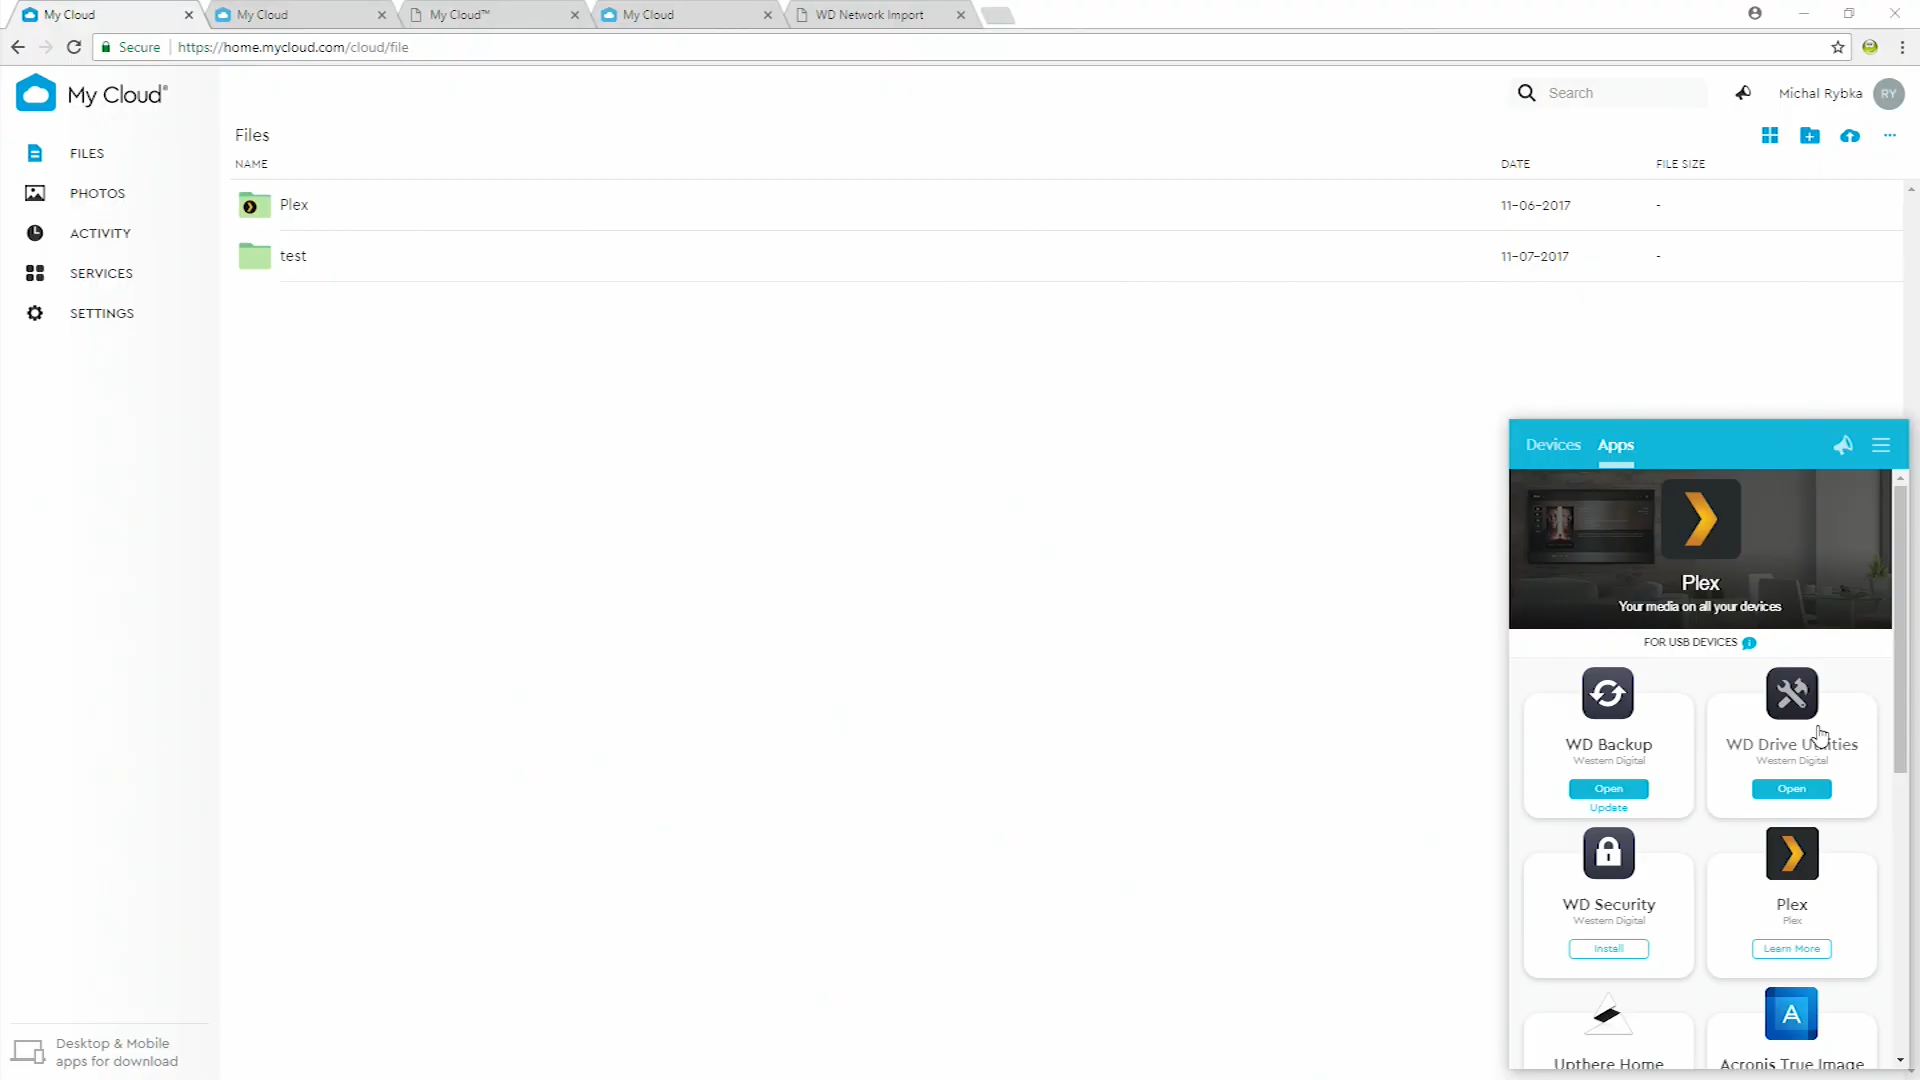 My Cloud
My Cloud
My Cloud™
My Cloud
WD Network Import
Secure
https://home.mycloud.com/cloud/file
My Cloud®
Search
Michal Rybka
RY
FILES
PHOTOS
ACTIVITY
SERVICES
SETTINGS
Files
NAME
DATE
FILE SIZE
Plex
11-06-2017
-
test
11-07-2017
-
Devices
Apps
Plex
Your media on all your devices
FOR USB DEVICES
WD Backup
Western Digital
Open
Update
WD Drive Utilities
Western Digital
Open
WD Security
Western Digital
Install
Plex
Plex
Learn More
Upthere Home
Acronis True Image
Desktop & Mobile
apps for download